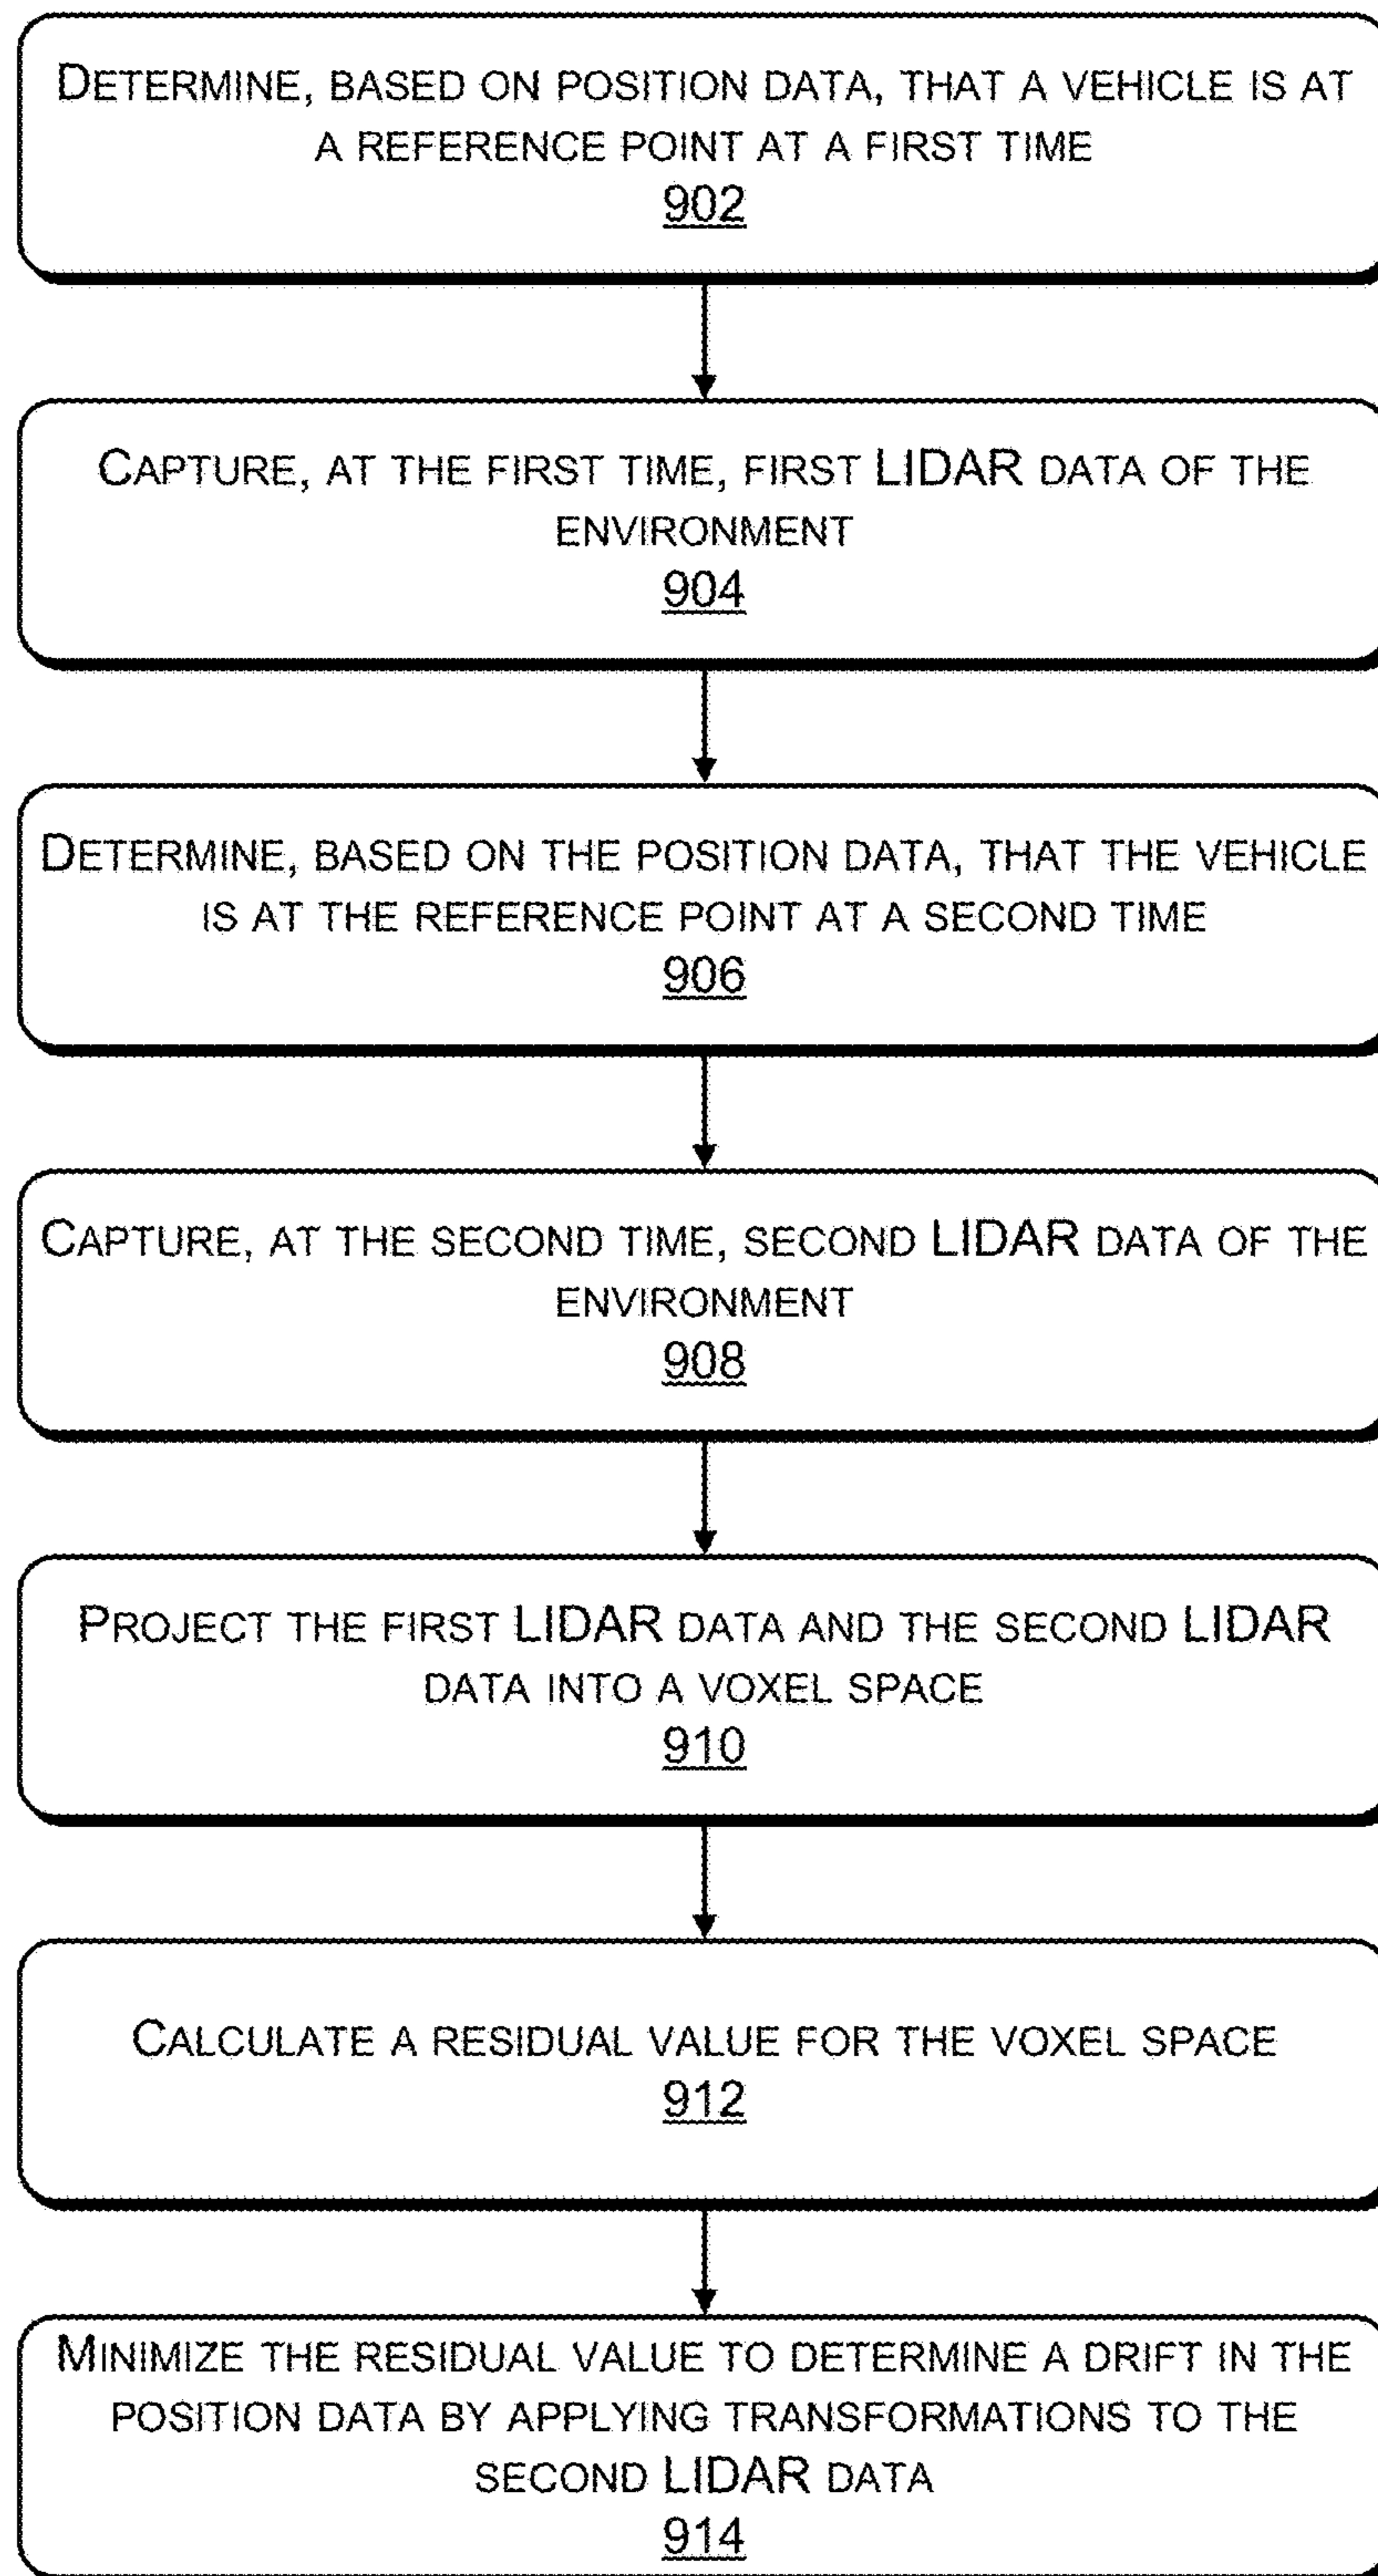 DETERMINE, BASED ON POSITION DATA, THAT A VEHICLE IS AT
A REFERENCE POINT AT A FIRST TIME
902
CAPTURE, AT THE FIRST TIME, FIRST LIDAR DATA OF THE
ENVIRONMENT
904
DETERMINE, BASED ON THE POSITION DATA, THAT THE VEHICLE
IS AT THE REFERENCE POINT AT A SECOND TIME
906
CAPTURE, AT THE SECOND TIME, SECOND LIDAR DATA OF THE
ENVIRONMENT
908
PROJECT THE FIRST LIDAR DATA AND THE SECOND LIDAR
DATA INTO A VOXEL SPACE
910
CALCULATE A RESIDUAL VALUE FOR THE VOXEL SPACE
912
MINIMIZE THE RESIDUAL VALUE TO DETERMINE A DRIFT IN THE
POSITION DATA BY APPLYING TRANSFORMATIONS TO THE
SECOND LIDAR DATA
914